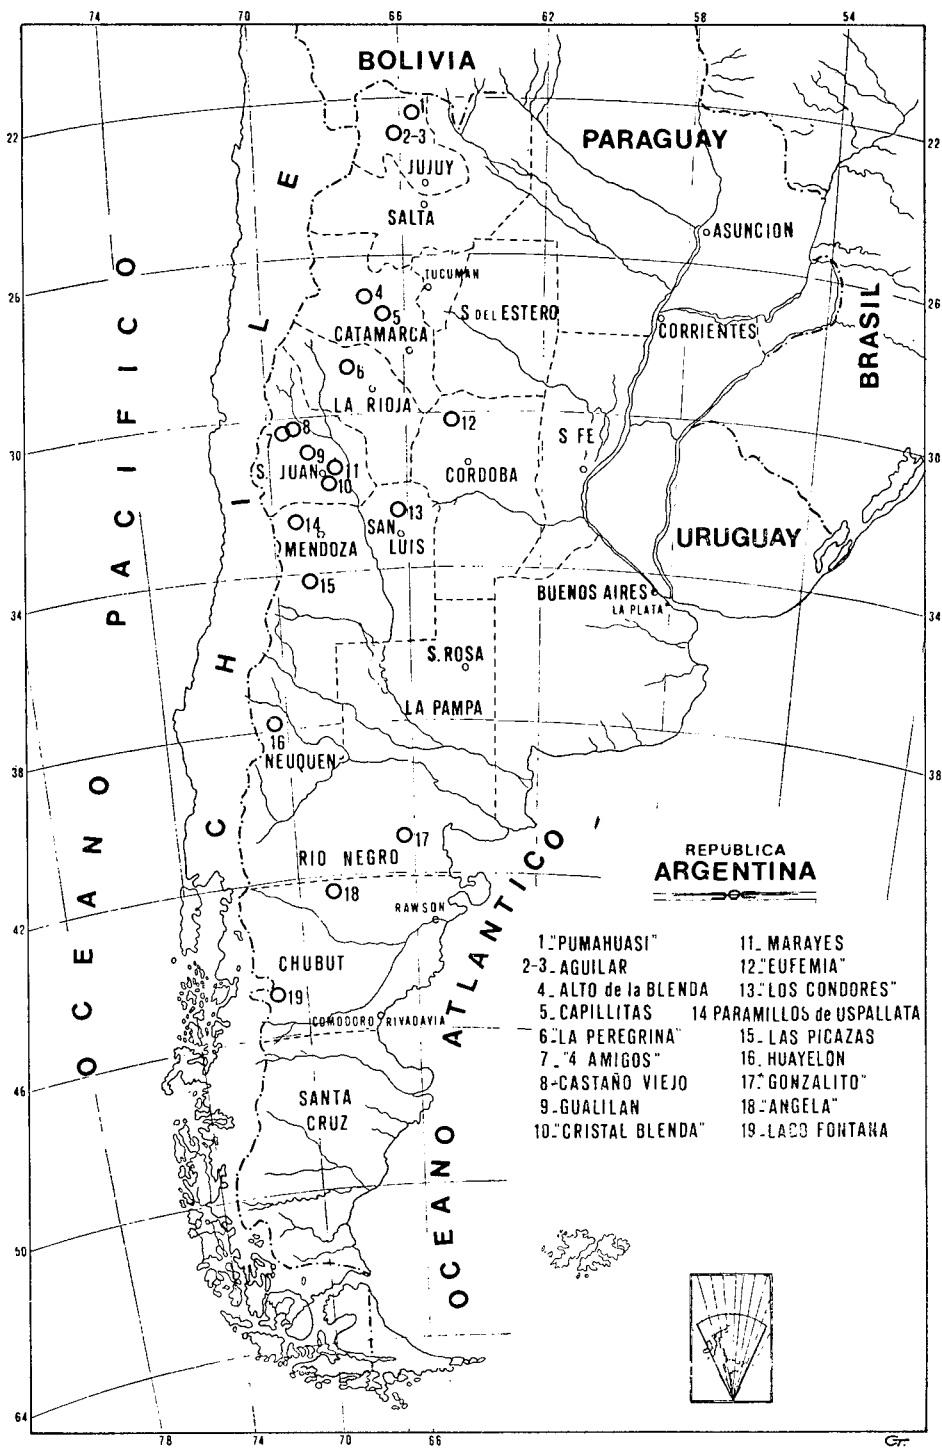 74 70 66 62 58 54
BOLIVIA
1
22
2-3
PARAGUAY
22
JUJUY
SALTA
ASUNCION
TUCUMAN
26
4
5
S DEL ESTERO
26
CATAMARCA
CORRIENTES
BRASIL
6
LA RIOJA
12
8
S FE
30
9
11
S. JUAN
10
CORDOBA
30
13
14
SAN LUIS
MENDOZA
URUGUAY
15
BUENOS AIRES
LA PLATA
34
34
S. ROSA
LA PAMPA
16
NEUQUEN
38
38
17
RIO NEGRO
18
RAWSON
42
CHUBUT
19
COMODORO RIVADAVIA
46
SANTA
CRUZ
50
64
78 74 70 66
CHILE
OCEANO PACIFICO
OCEANO ATLANTICO
REPUBLICA
ARGENTINA
1_"PUMAHUASI"
2-3_AGUILAR
4_ALTO de la BLENDA
5_CAPILLITAS
6_"LA PEREGRINA"
7_"4 AMIGOS"
8-CASTAÑO VIEJO
9_GUALILAN
10_"CRISTAL BLENDA"
11_MARAYES
12_"EUFEMIA"
13_"LOS CONDORES"
14 PARAMILLOS de USPALLATA
15_LAS PICAZAS
16_HUAYELON
17_"GONZALITO"
18_"ANGELA"
19_LAGO FONTANA